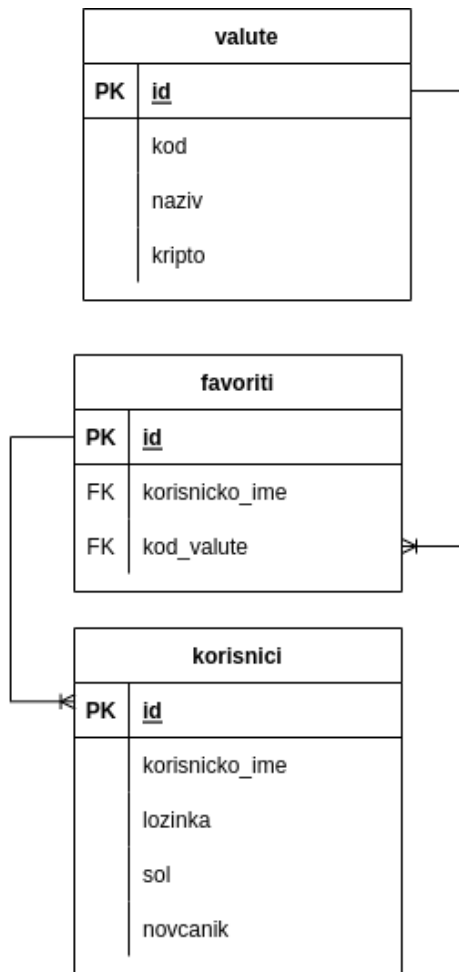 valute
PK id
kod
naziv
kripto
favoriti
PK id
FK korisnicko_ime
FK kod_valute
korisnici
PK id
korisnicko_ime
lozinka
sol
novcanik